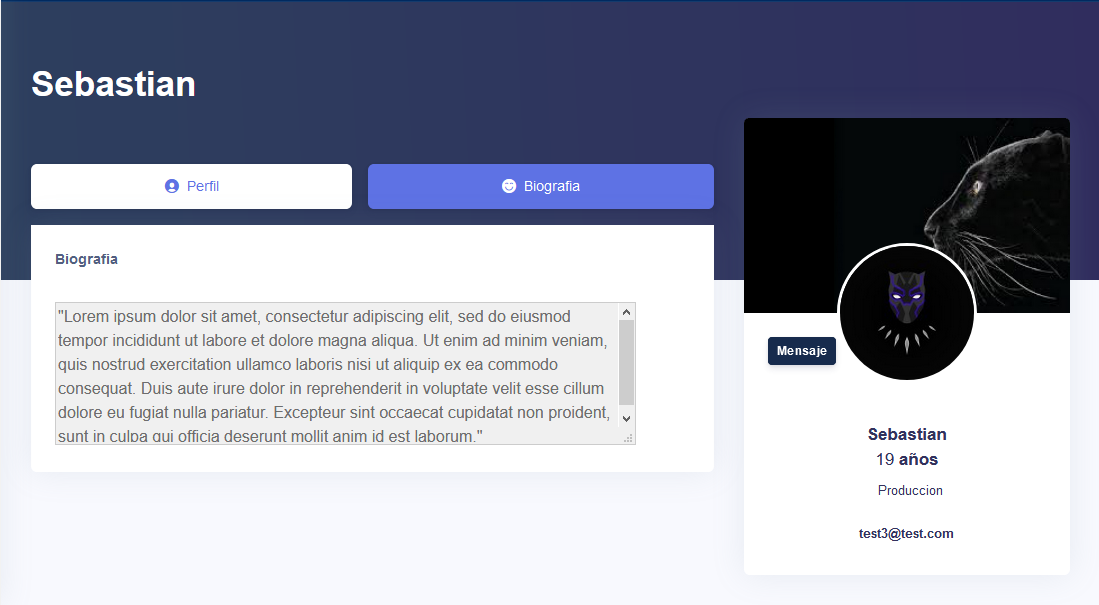 Sebastian
Perfil
Biografia
Biografia
"Lorem ipsum dolor sit amet, consectetur adipiscing elit, sed do eiusmod
tempor incididunt ut labore et dolore magna aliqua. Ut enim ad minim veniam,
quis nostrud exercitation ullamco laboris nisi ut aliquip ex ea commodo
consequat. Duis aute irure dolor in reprehenderit in voluptate velit esse cillum
dolore eu fugiat nulla pariatur. Excepteur sint occaecat cupidatat non proident,
sunt in culpa qui officia deserunt mollit anim id est laborum."
Mensaje
Sebastian
19 años
Produccion
test3@test.com